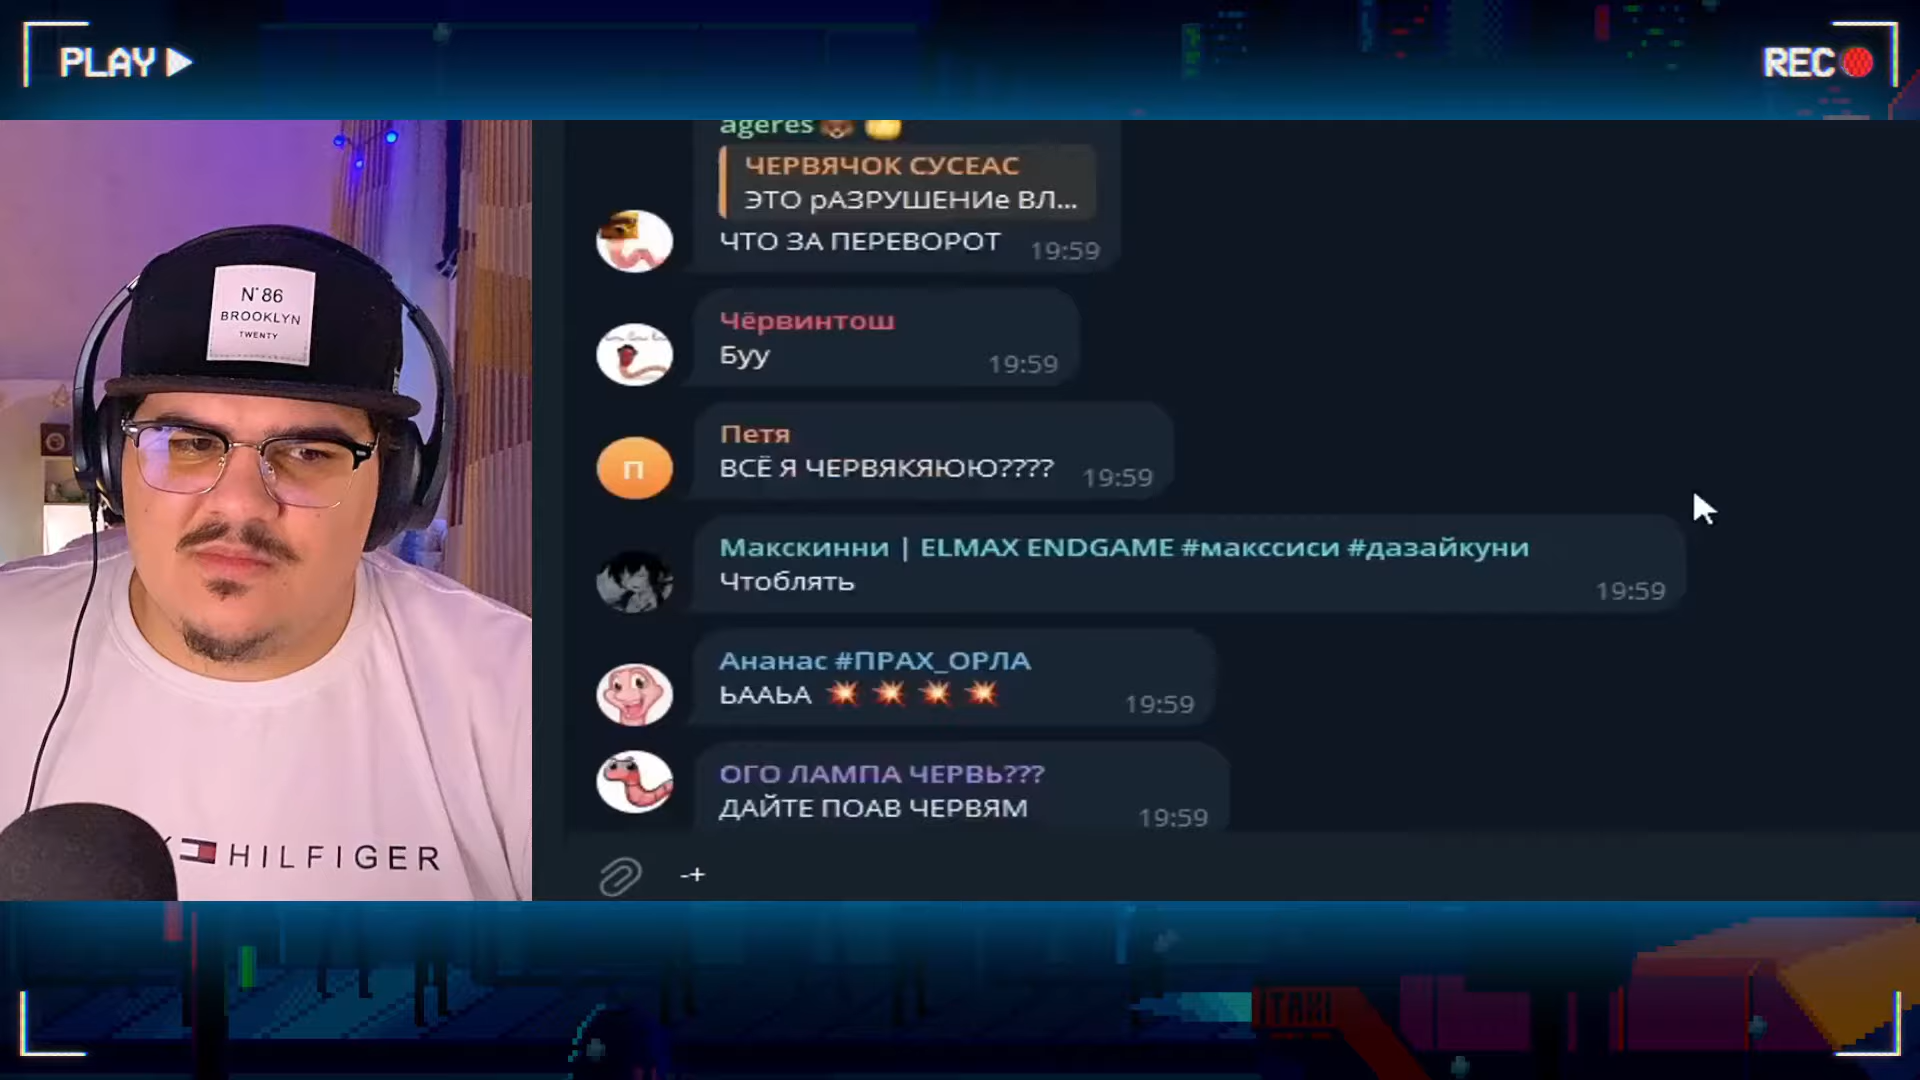 PLAY
REC
ageres
ЧЕРВЯЧОК СУСЕАС
ЭТО рАЗРУШЕНИе ВЛ...
ЧТО ЗА ПЕРЕВОРОТ 19:59
Чёрвинтош
Буу 19:59
Петя
П
ВСЁ Я ЧЕРВЯКЯЮЮ???? 19:59
Макскинни | ELMAX ENDGAME #макссиси #дазайкуни
Чтоблять 19:59
Ананас #ПРАХ_ОРЛА
ЬААЬА 💥 💥 💥 💥 19:59
ОГО ЛАМПА ЧЕРВЬ???
ДАЙТЕ ПОАВ ЧЕРВЯМ 19:59
-+
N°86
BROOKLYN
TWENTY
HILFIGER
TAXI